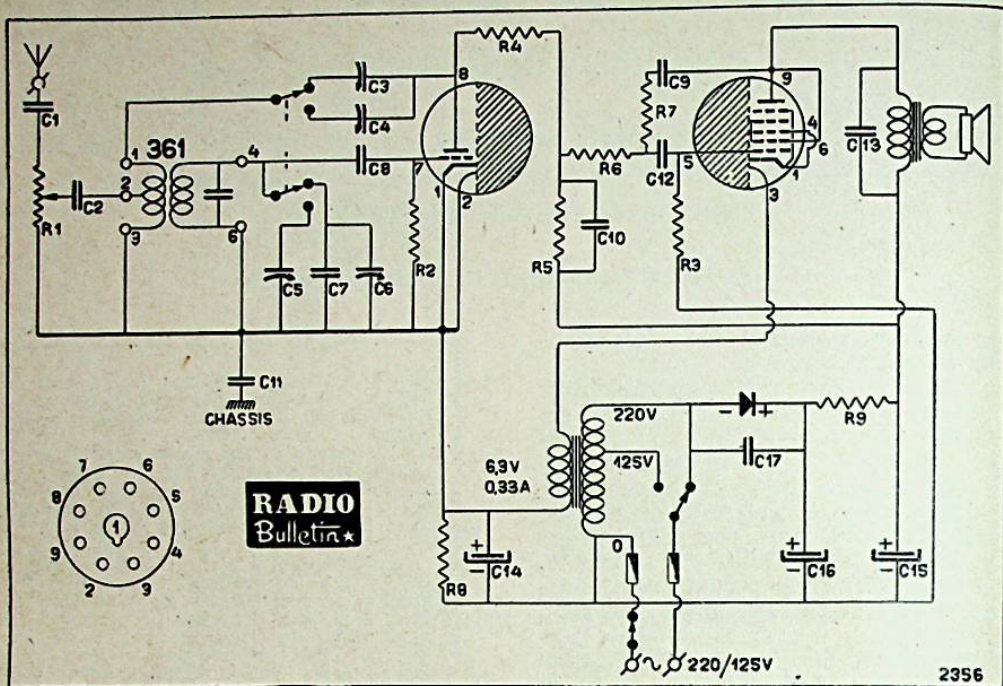 C1
R1
C2
361
1
2
3
4
6
C3
C4
C8
C5
C7
C6
R2
8
7
1
2
R4
R5
C10
R6
R7
C9
C12
5
R3
9
4
6
1
3
C13
C11
CHASSIS
7
6
8
5
1
9
4
2
3
RADIO
Bulletin
6,3V
0,33A
220V
125V
0
- +
C17
R9
R8
+
-
C14
+
-
C16
+
-
C15
~ 220/125V
2356